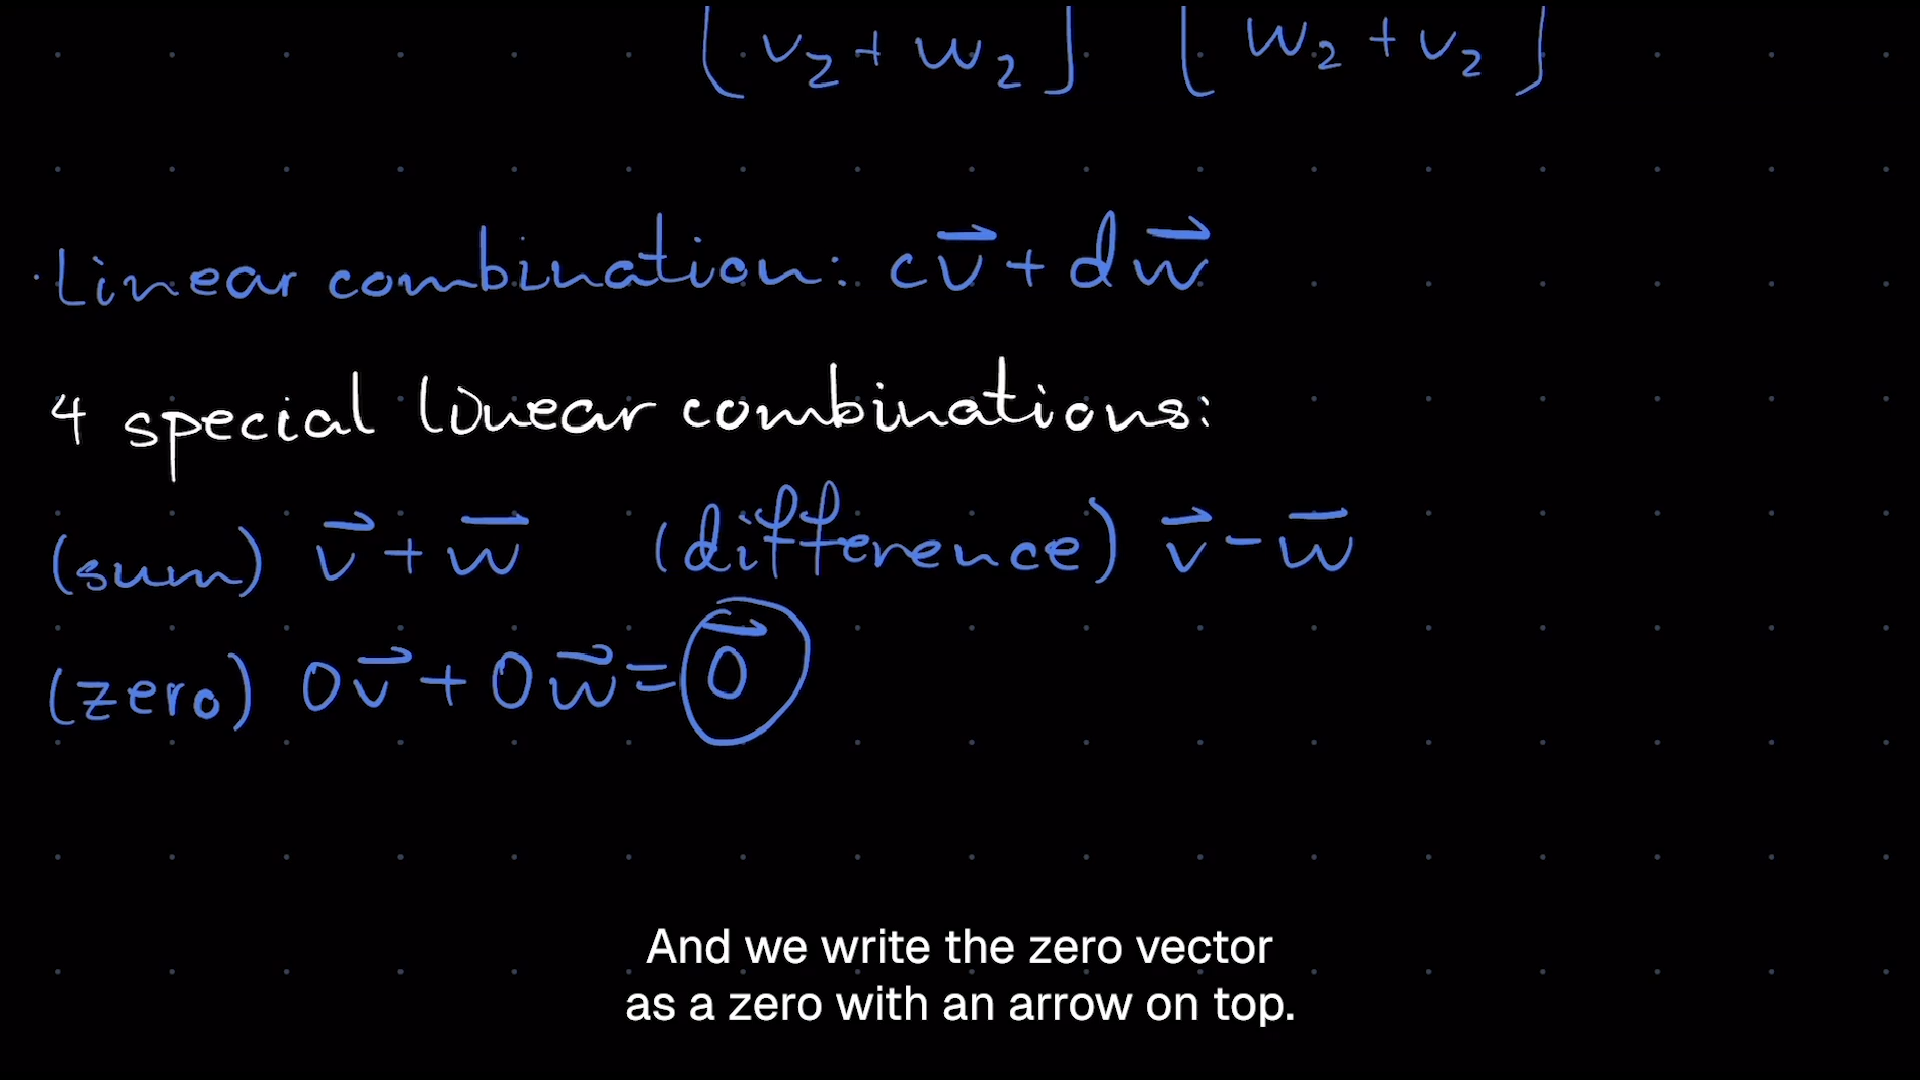 [v₂ + w₂] [w₂ + v₂]
· Linear combination: cv⃗ + dw⃗
4 special linear combinations:
(sum) v⃗ + w⃗ (difference) v⃗ - w⃗
(zero) 0v⃗ + 0w⃗ = 0⃗
And we write the zero vector
as a zero with an arrow on top.